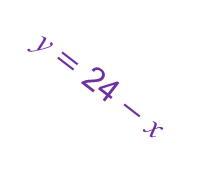 y = 24 − x